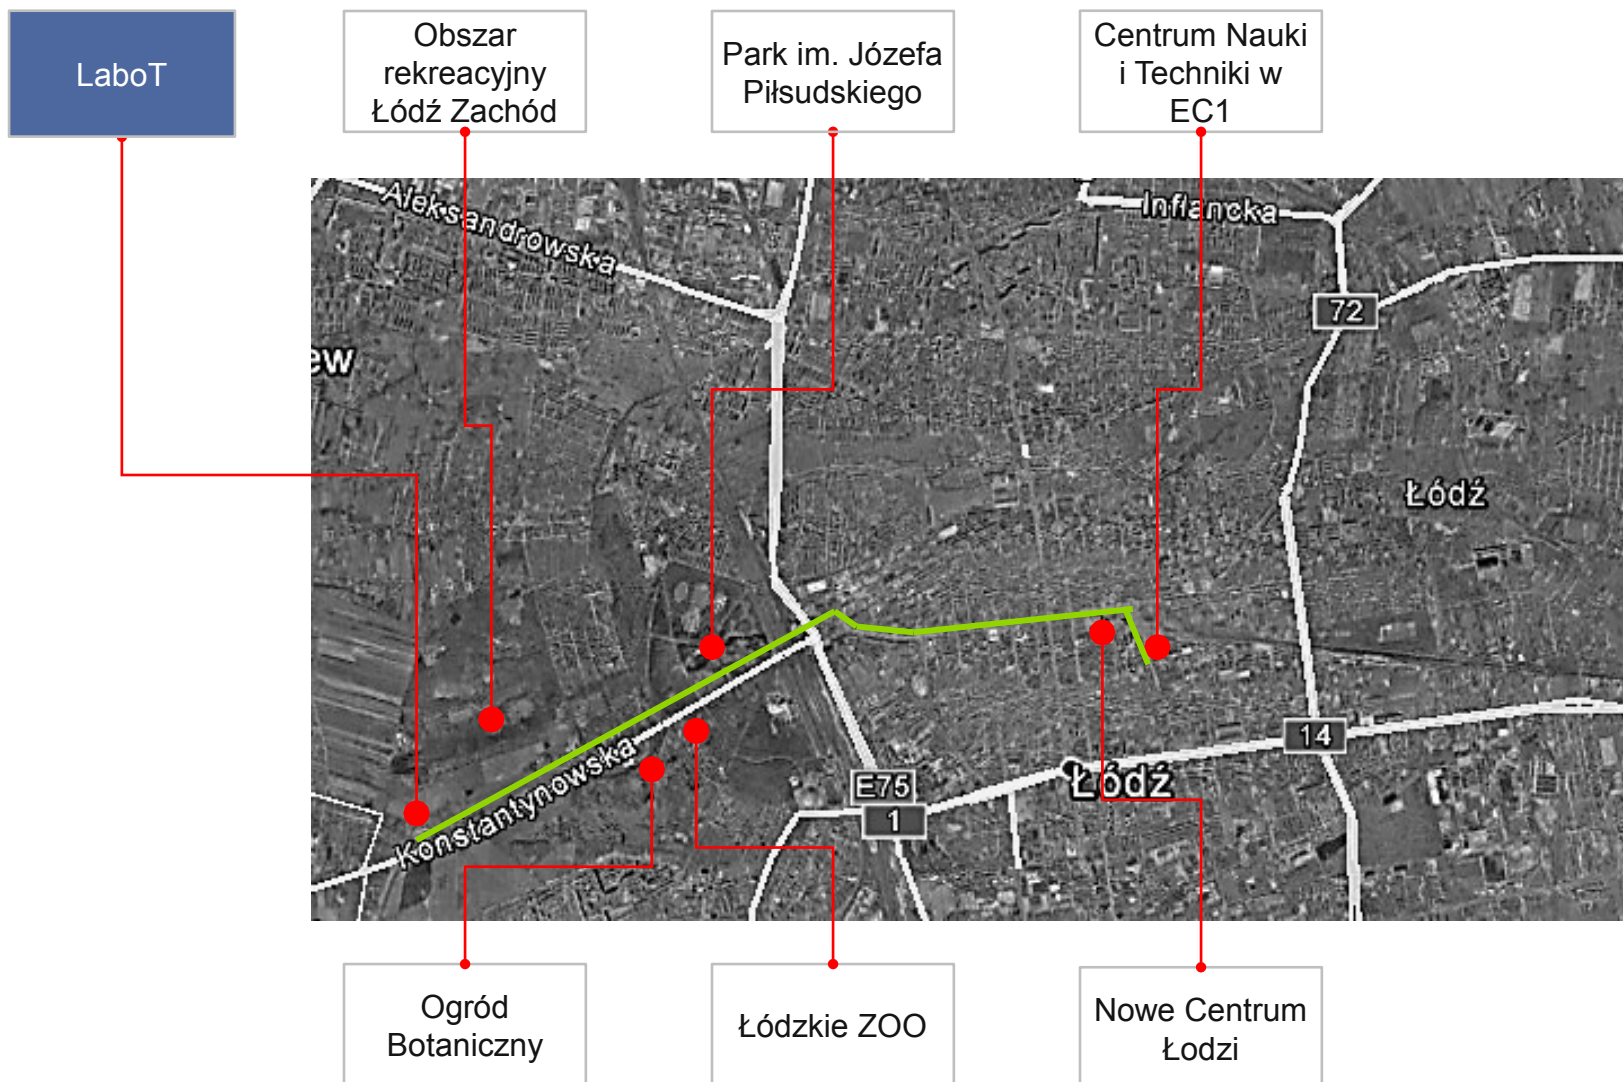 LaboT
Obszar
rekreacyjny
Łódź Zachód
Park im. Józefa
Piłsudskiego
Centrum Nauki
i Techniki w
EC1
Aleksandrowska
Inflancka
72
ew
Łódź
14
E75
Łódź
1
Konstantynowska
Ogród
Botaniczny
Łódzkie ZOO
Nowe Centrum
Łodzi